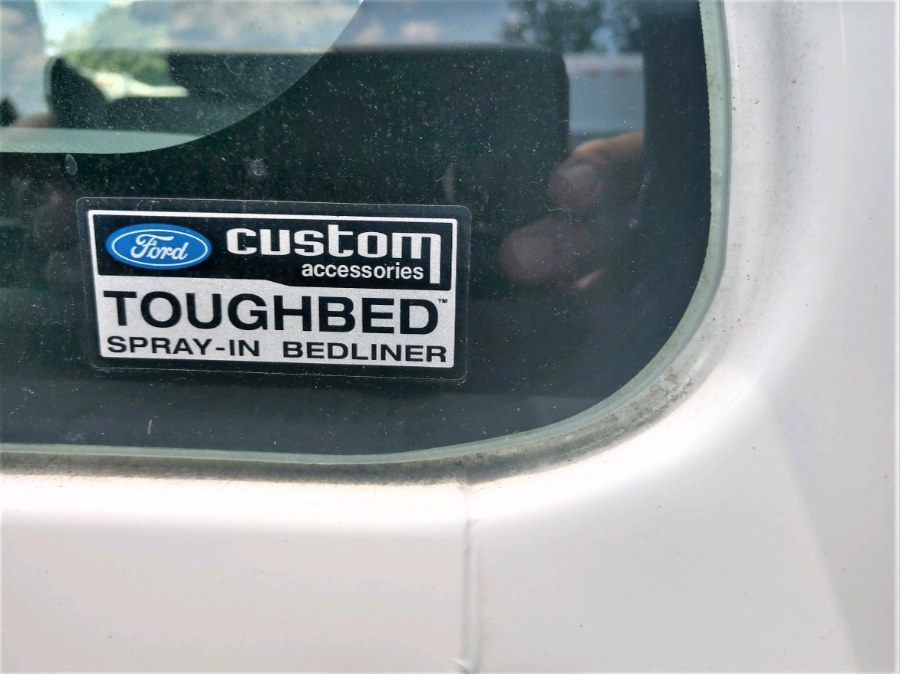 Ford custom
accessories
TOUGHBED™
SPRAY-IN BEDLINER